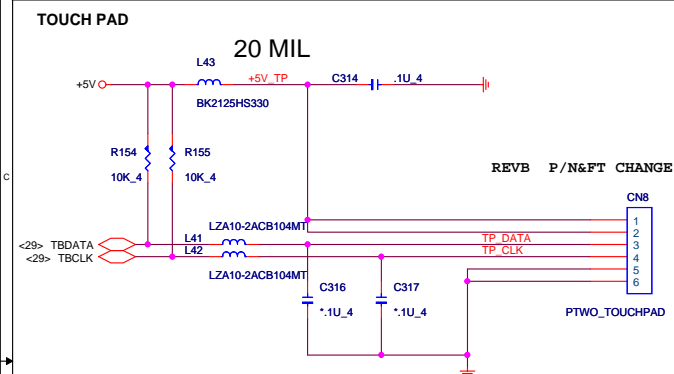 TOUCH PAD
20 MIL
L43
+5V
+5V_TP
C314
.1U_4
BK2125HS330
R154
R155
10K_4
10K_4
REVB P/N&FT CHANGE
C
CN8
LZA10-2ACB104MT
1
2
<29> TBDATA
L41
TP_DATA
3
<29> TBCLK
L42
TP_CLK
4
LZA10-2ACB104MT
5
6
C316
C317
*.1U_4
*.1U_4
PTWO_TOUCHPAD